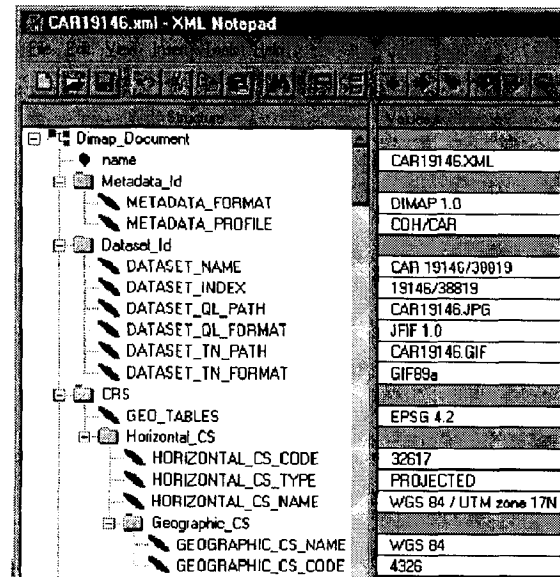 CAR19146.xml - XML Notepad
Structure
Values
Dimap_Document
name CAR19146.XML
Metadata_Id
METADATA_FORMAT DIMAP 1.0
METADATA_PROFILE CDH/CAR
Dataset_Id
DATASET_NAME CAR 19146/38819
DATASET_INDEX 19146/38819
DATASET_QL_PATH CAR19146.JPG
DATASET_QL_FORMAT JFIF 1.0
DATASET_TN_PATH CAR19146.GIF
DATASET_TN_FORMAT GIF89a
CRS
GEO_TABLES EPSG 4.2
Horizontal_CS
HORIZONTAL_CS_CODE 32617
HORIZONTAL_CS_TYPE PROJECTED
HORIZONTAL_CS_NAME WGS 84 / UTM zone 17N
Geographic_CS
GEOGRAPHIC_CS_NAME WGS 84
GEOGRAPHIC_CS_CODE 4326